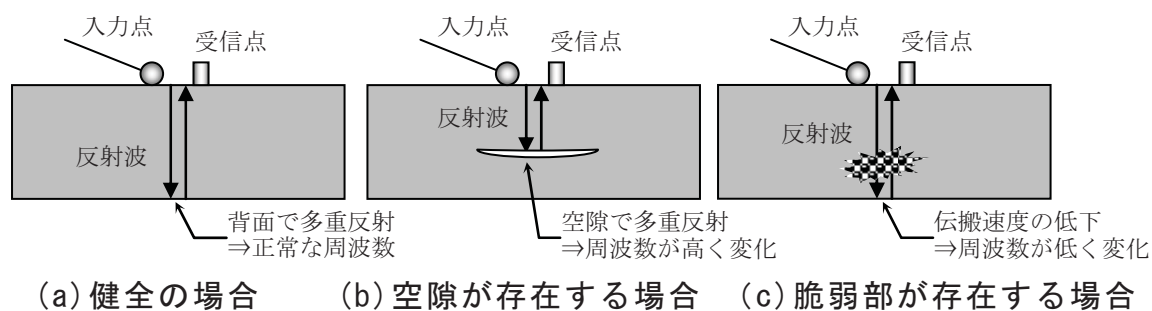 入力点
受信点
反射波
背面で多重反射
⇒正常な周波数
(a)健全の場合
入力点
受信点
反射波
空隙で多重反射
⇒周波数が高く変化
(b)空隙が存在する場合
入力点
受信点
反射波
伝搬速度の低下
⇒周波数が低く変化
(c)脆弱部が存在する場合